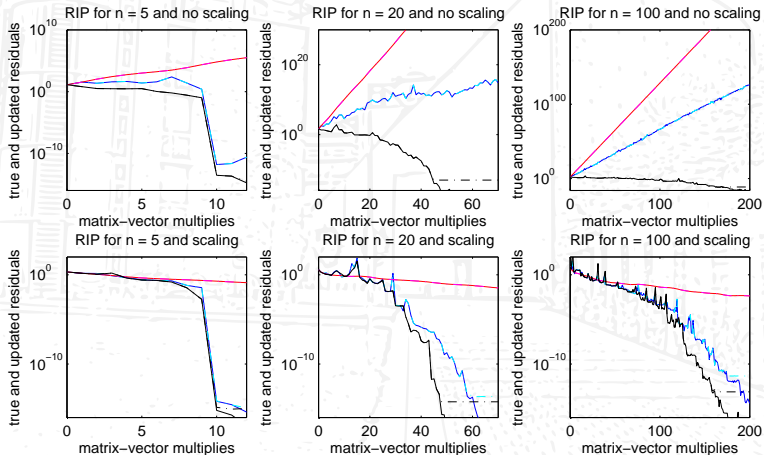 RIP for n = 5 and no scaling
true and updated residuals
10^10
10^0
10^-10
0 5 10
matrix-vector multiplies
RIP for n = 20 and no scaling
true and updated residuals
10^20
10^0
0 20 40 60
matrix-vector multiplies
RIP for n = 100 and no scaling
true and updated residuals
10^200
10^100
10^0
0 50 100 150 200
matrix-vector multiplies
RIP for n = 5 and scaling
true and updated residuals
10^0
10^-10
0 5 10
matrix-vector multiplies
RIP for n = 20 and scaling
true and updated residuals
10^0
10^-10
0 20 40 60
matrix-vector multiplies
RIP for n = 100 and scaling
true and updated residuals
10^0
10^-10
0 50 100 150 200
matrix-vector multiplies